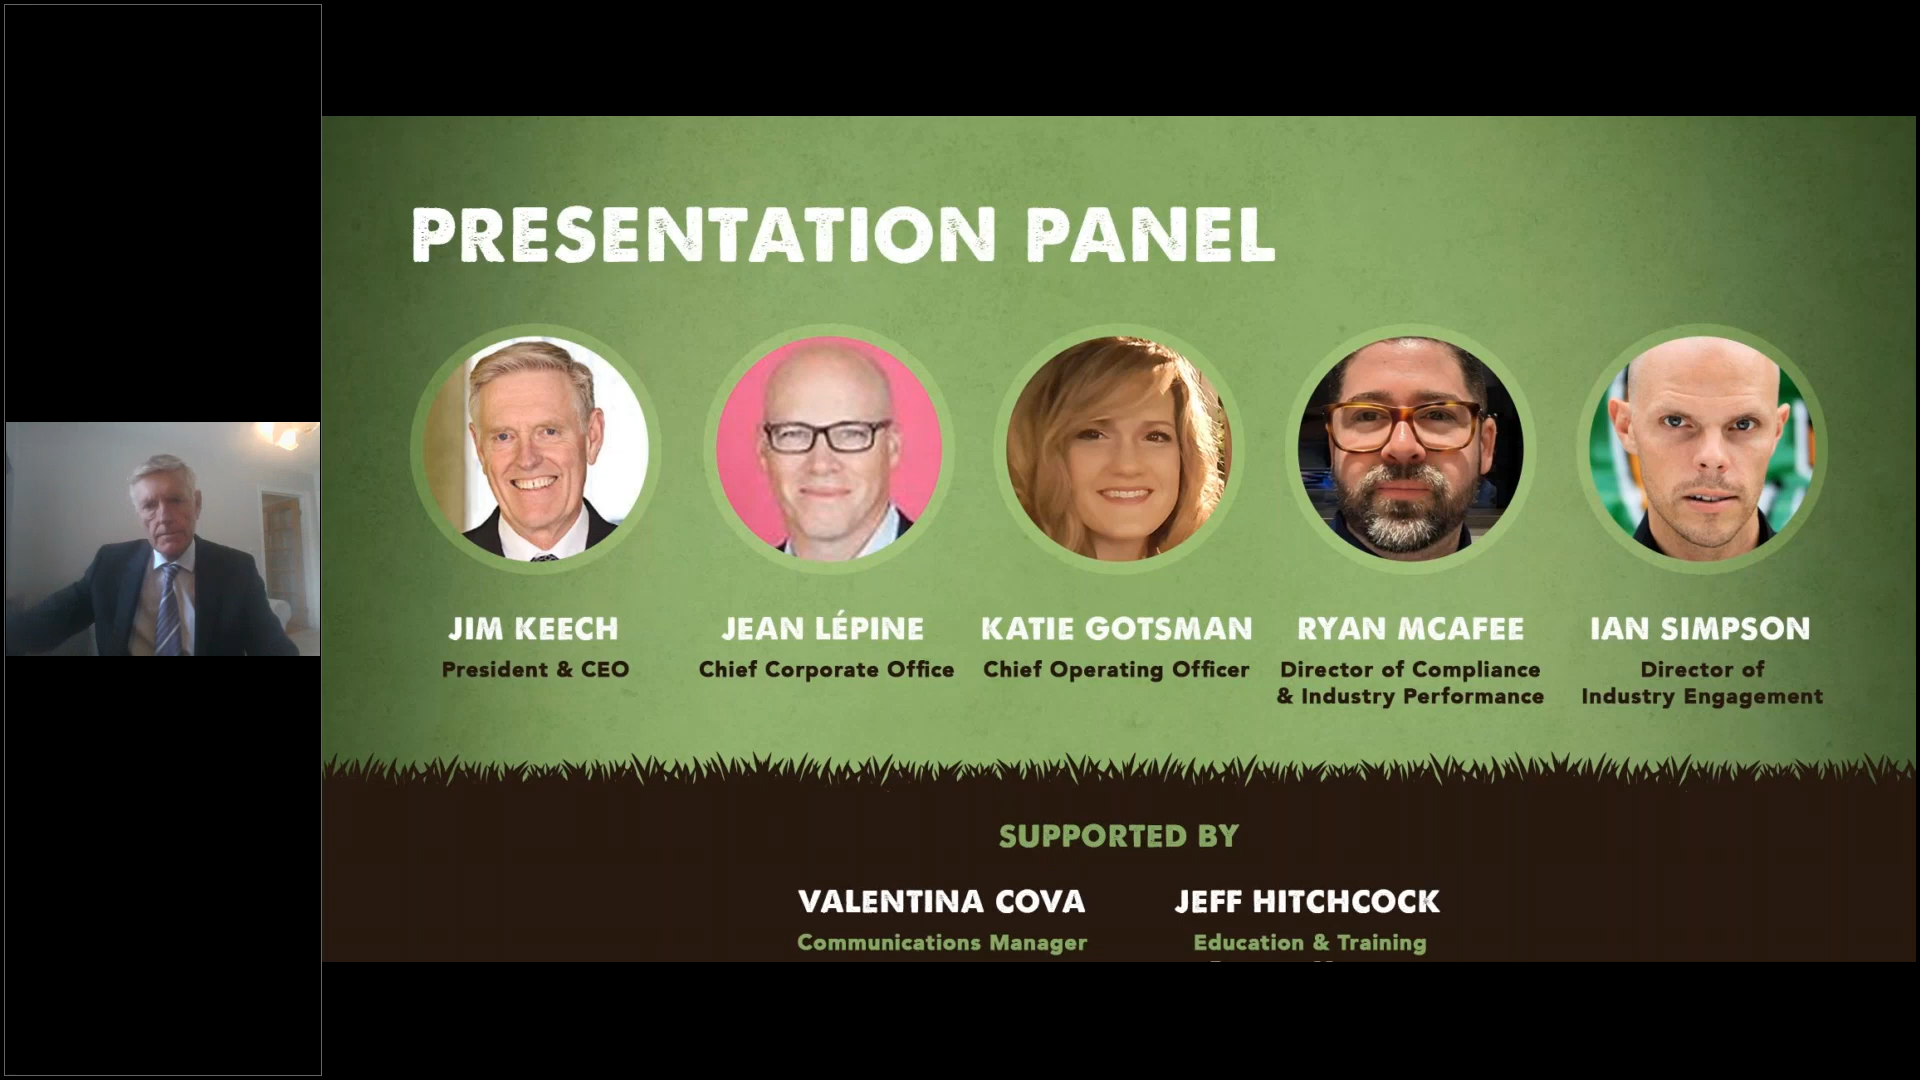 PRESENTATION PANEL
JIM KEECH
President & CEO
JEAN LÉPINE
Chief Corporate Office
KATIE GOTSMAN
Chief Operating Officer
RYAN MCAFEE
Director of Compliance
& Industry Performance
IAN SIMPSON
Director of
Industry Engagement
SUPPORTED BY
VALENTINA COVA
Communications Manager
JEFF HITCHCOCK
Education & Training